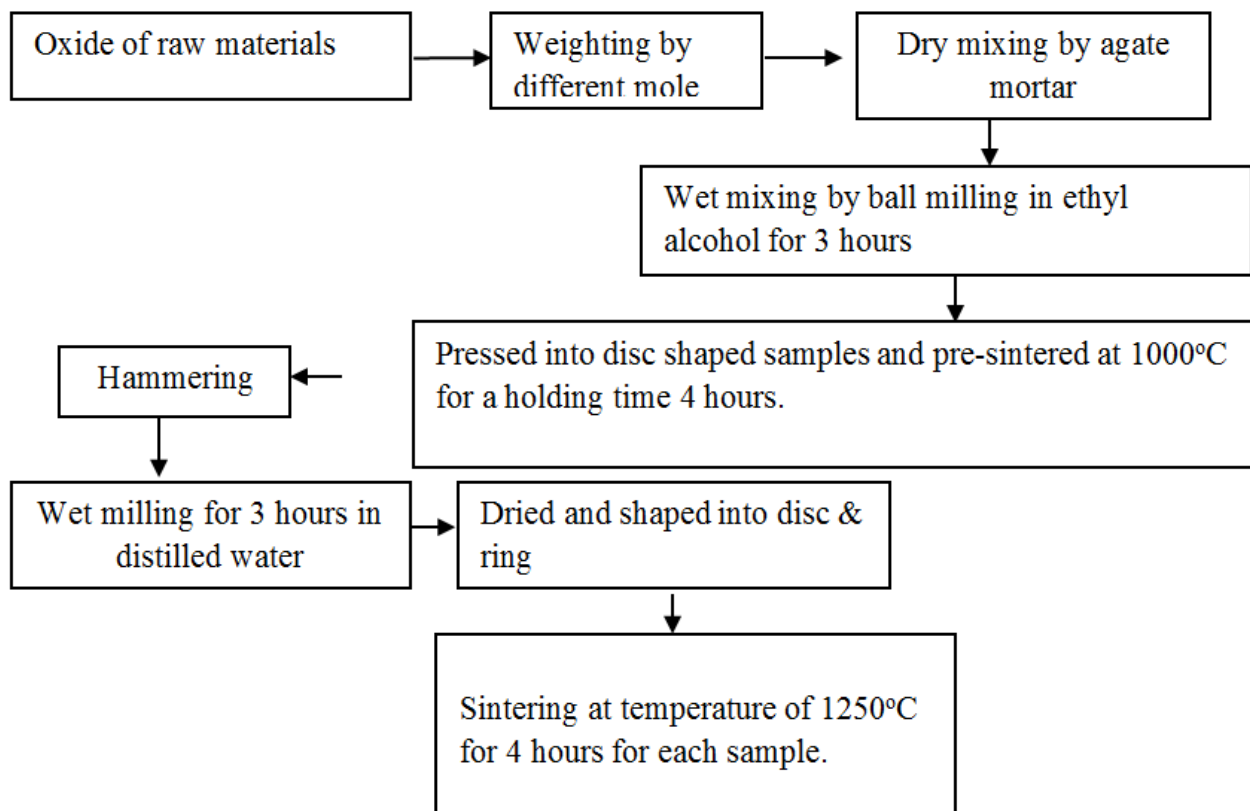 Oxide of raw materials
Weighting by
different mole
Dry mixing by agate
mortar
Wet mixing by ball milling in ethyl
alcohol for 3 hours
Pressed into disc shaped samples and pre-sintered at 1000°C
for a holding time 4 hours.
Hammering
Wet milling for 3 hours in
distilled water
Dried and shaped into disc &
ring
Sintering at temperature of 1250°C
for 4 hours for each sample.